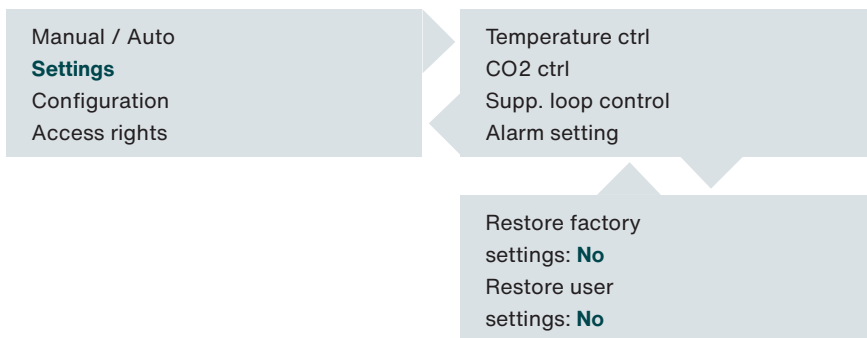 Manual / Auto
Settings
Configuration
Access rights
Temperature ctrl
CO2 ctrl
Supp. loop control
Alarm setting
Restore factory
settings: No
Restore user
settings: No